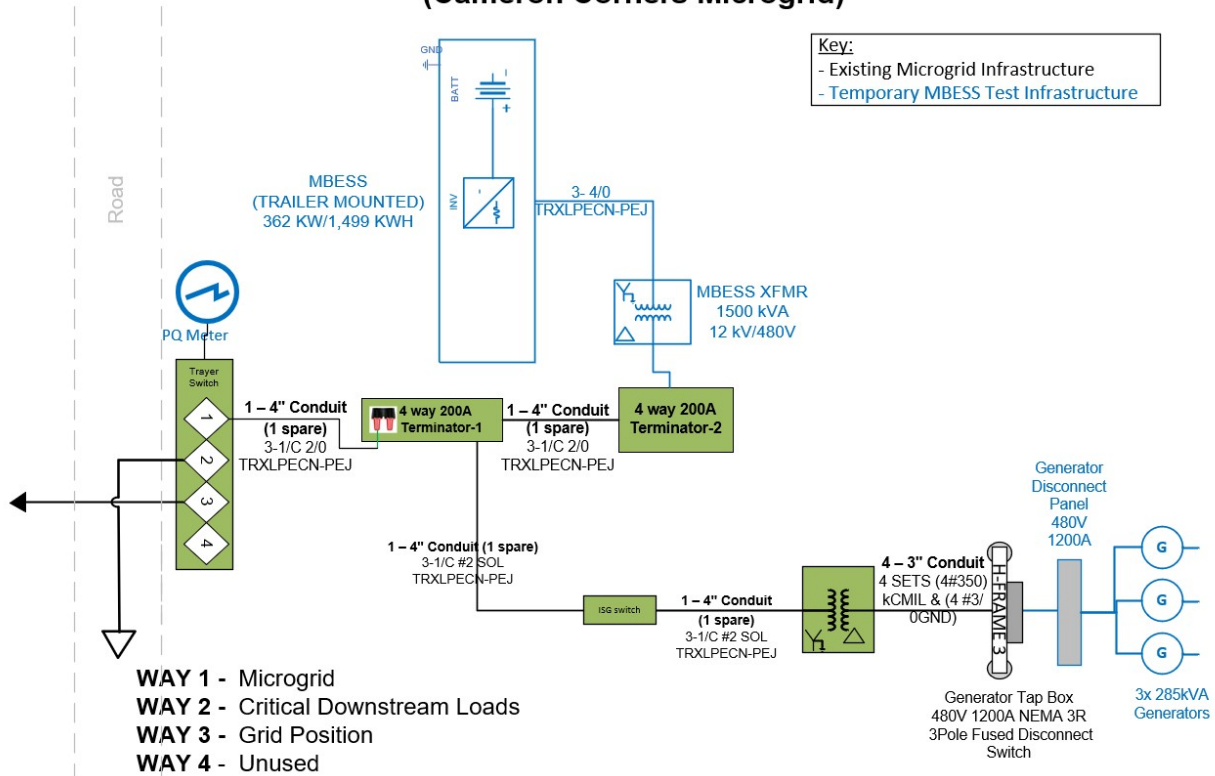 (Cameron Corners Microgrid)
Key:
- Existing Microgrid Infrastructure
- Temporary MBESS Test Infrastructure
GND
BATT
-
+
INV
-
MBESS
(TRAILER MOUNTED)
362 KW/1,499 KWH
3- 4/0
TRXLPECN-PEJ
Road
MBESS XFMR
1500 kVA
12 kV/480V
PQ Meter
Trayer
Switch
1
2
3
4
1 – 4" Conduit
(1 spare)
3-1/C 2/0
TRXLPECN-PEJ
4 way 200A
Terminator-1
1 – 4" Conduit
(1 spare)
3-1/C 2/0
TRXLPECN-PEJ
4 way 200A
Terminator-2
1 – 4" Conduit (1 spare)
3-1/C #2 SOL
TRXLPECN-PEJ
ISG switch
1 – 4" Conduit
(1 spare)
3-1/C #2 SOL
TRXLPECN-PEJ
4 – 3" Conduit
4 SETS (4#350)
kCMIL & (4 #3/
0GND)
H-FRAME 3
Generator
Disconnect
Panel
480V
1200A
G
G
G
Generator Tap Box
480V 1200A NEMA 3R
3Pole Fused Disconnect
Switch
3x 285kVA
Generators
WAY 1 - Microgrid
WAY 2 - Critical Downstream Loads
WAY 3 - Grid Position
WAY 4 - Unused